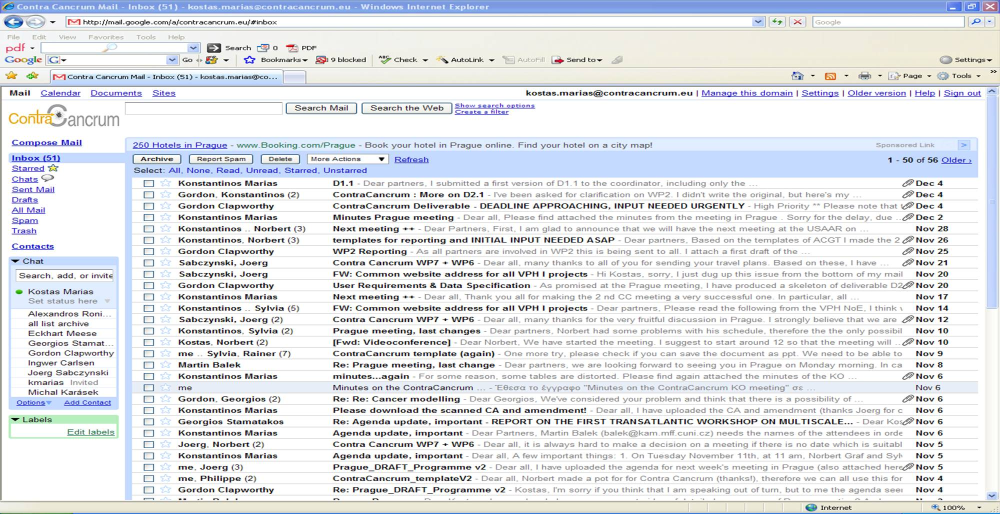 Contra Cancrum Mail - Inbox (51) - kostas.marias@contracancrum.eu - Windows Internet Explorer
http://mail.google.com/a/contracancrum.eu/#inbox Google
File Edit View Favorites Tools Help
pdf Search 0 PDF
Google G Go Bookmarks 9 blocked ABC Check AutoLink AutoFill Send to Settings
Contra Cancrum Mail - Inbox (51) - kostas.marias@co... Page Tools »
Mail Calendar Documents Sites kostas.marias@contracancrum.eu | Manage this domain | Settings | Older version | Help | Sign out
ContraCancrum Search Mail Search the Web Show search options
Create a filter
Compose Mail
Inbox (51)
Starred
Chats
Sent Mail
Drafts
All Mail
Spam
Trash
Contacts
Chat
Search, add, or invite
Kostas Marias
Set status here
Alexandros Roni...
all list archive
Eckhart Meese
Georgios Stamat...
Gordon Clapworthy
Ingwer Carlsen
Joerg Sabczynski
kmarias Invited
Michal Karásek
Options Add Contact
Labels
Edit labels
250 Hotels in Prague - www.Booking.com/Prague - Book your hotel in Prague online. Find your hotel on a city map! Sponsored Link >
Archive Report Spam Delete More Actions Refresh 1 - 50 of 56 Older ›
Select: All, None, Read, Unread, Starred, Unstarred
Konstantinos Marias D1.1 - Dear partners, I submitted a first version of D1.1 to the coordinator, including only the ... Dec 4
Gordon, Konstantinos (2) ContraCancrum : More on D2.1 - I've been asked for clarification on WP2. I didn't write the original, but here's my ... Dec 4
Gordon Clapworthy ContraCancrum Deliverable - DEADLINE APPROACHING, INPUT NEEDED URGENTLY - High Priority ** Please note that Dec 4
Konstantinos Marias Minutes Prague meeting - Dear all, Please find attached the minutes from the meeting in Prague . Sorry for the delay, due ... Dec 2
Konstantinos .. Norbert (3) Next meeting ++ - Dear Partners, First, I am glad to announce that we will have the next meeting at the USAAR on ... Nov 28
Konstantinos, Norbert (3) templates for reporting and INITIAL INPUT NEEDED ASAP - Dear partners, Based on the templates of ACGT I made the 2 Nov 26
Gordon Clapworthy WP2 Reporting - As all partners are involved in WP2 this is being sent to all. I attach a first draft of the ... Nov 25
Sabczynski, Joerg Contra Cancrum WP7 + WP6 - Dear all, many thanks to all of you for sending your travel plans. Based on these, I have ... Nov 21
Sabczynski, Joerg FW: Common website address for all VPH I projects - Hi Kostas, sorry, I just dug up this issue from the bottom of my mail Nov 20
Gordon Clapworthy User Requirements & Data Specification - As promised at the Prague meeting, I have produced a skeleton of deliverable D2 Nov 20
Konstantinos Marias Next meeting ++ - Dear all, Thank you all for making the 2 nd CC meeting a very successful one. In particular, all ... Nov 17
Konstantinos .. Sylvia (5) FW: Common website address for all VPH I projects - Dear partners, Please read the following from the VPH NoE, I think Nov 14
Sabczynski, Joerg (2) Contra Cancrum WP7 + WP6 - Dear all, many thanks for the very fruitful discussion in Prague. I strongly believe that we are Nov 12
Konstantinos, Sylvia (2) Prague meeting, last changes - Dear partners, Norbert had some problems with his schedule, therefore the the only possibil Nov 10
Kostas, Norbert (2) [Fwd: Videoconference] - Dear Norbert, We have started the meeting. I suggest to start around 12 so that the meeting will ... Nov 10
me .. Sylvia, Rainer (7) ContraCancrum template (again) - One more try, please check if you can save the document as ppt. We need to be able to Nov 9
Martin Balek Re: Prague meeting, last change - Dear partners, we are looking forward to seeing you in Prague on Monday morning. In ca Nov 8
Konstantinos Marias minutes...again - For some reason, some tables are distorted. Please find again attached the minutes of the KO ... Nov 6
me Minutes on the ContraCancrum ... - Έθεσα το έγγραφο "Minutes on the ContraCancrum KO meeting" σε ... Nov 6
Gordon, Georgios (2) Re: Re: Cancer modelling - Dear Georgios, We've considered your problem and think that there is a possibility of ... Nov 6
Konstantinos Marias Please download the scanned CA and amendment! - Dear all, I have uploaded the CA and amendment (thanks Joerg for c Nov 6
Georgios Stamatakos Re: Agenda update, important - REPORT ON THE FIRST TRANSATLANTIC WORKSHOP ON MULTISCALE... - Dear Kos Nov 6
Konstantinos Marias Agenda update, important - Dear Partners, Martin Balek (balek@kam.mff.cuni.cz) needs the names of the attendees in orde Nov 6
Joerg, Norbert (2) Contra Cancrum WP7 + WP6 - Dear all, it is always hard to make a decision on a meeting if there is no date which is suitabl Nov 5
Konstantinos Marias Agenda update, important - Dear all, A few important things: 1. On Tuesday November 11th, at 11 am, Norbert Graf and Sylv Nov 5
me, Joerg (3) Prague_DRAFT_Programme v2 - Dear all, I have uploaded the agenda for next week's meeting in Prague (also attached here Nov 5
me, Philippe (2) ContraCancrum_templateV2 - Dear all, Norbert made a pot for for Contra Cancrum (thanks!), therefore we can all use this for Nov 4
Gordon Clapworthy Re: Prague_DRAFT_Programme v2 - Kostas, I'm sorry if you think that I am speaking out of turn, but to me the agenda seer Nov 4
Internet 100%